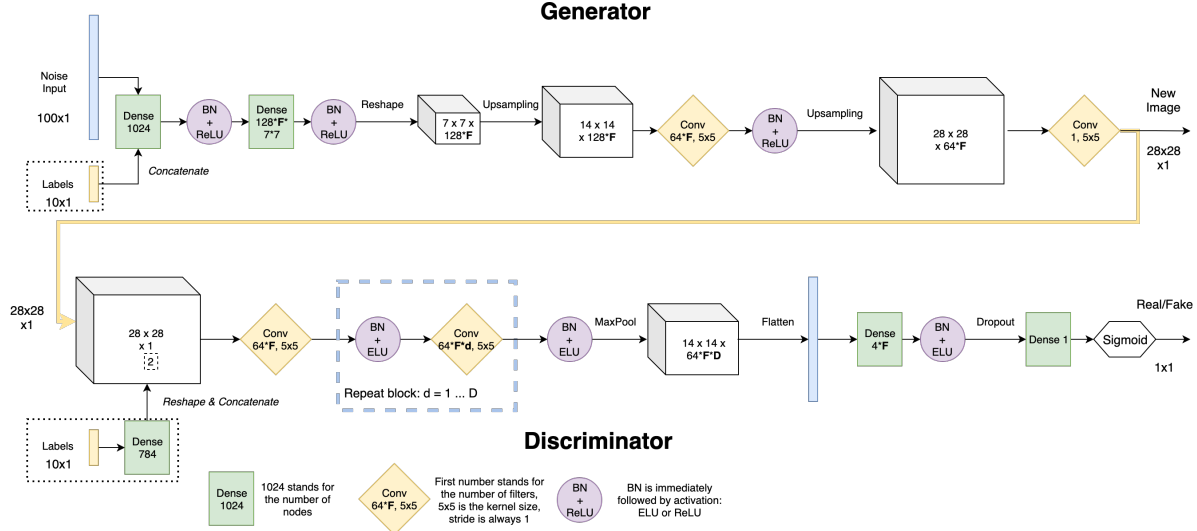 Generator
Noise
Input
100x1
Labels
10x1
Concatenate
Dense
1024
BN
+
ReLU
Dense
128*F*
7*7
BN
+
ReLU
Reshape
7 x 7 x
128*F
Upsampling
14 x 14
x 128*F
Conv
64*F, 5x5
BN
+
ReLU
Upsampling
28 x 28
x 64*F
Conv
1, 5x5
New
Image
28x28
x1
28x28
x1
28 x 28
x 1
2
Reshape & Concatenate
Labels
10x1
Dense
784
Conv
64*F, 5x5
BN
+
ELU
Conv
64*F*d, 5x5
Repeat block: d = 1 ... D
BN
+
ELU
MaxPool
14 x 14 x
64*F*D
Flatten
Dense
4*F
BN
+
ELU
Dropout
Dense 1
Sigmoid
Real/Fake
1x1
Discriminator
Dense
1024
1024 stands for
the number of
nodes
Conv
64*F, 5x5
First number stands for
the number of filters,
5x5 is the kernel size,
stride is always 1
BN
+
ReLU
BN is immediately
followed by activation:
ELU or ReLU